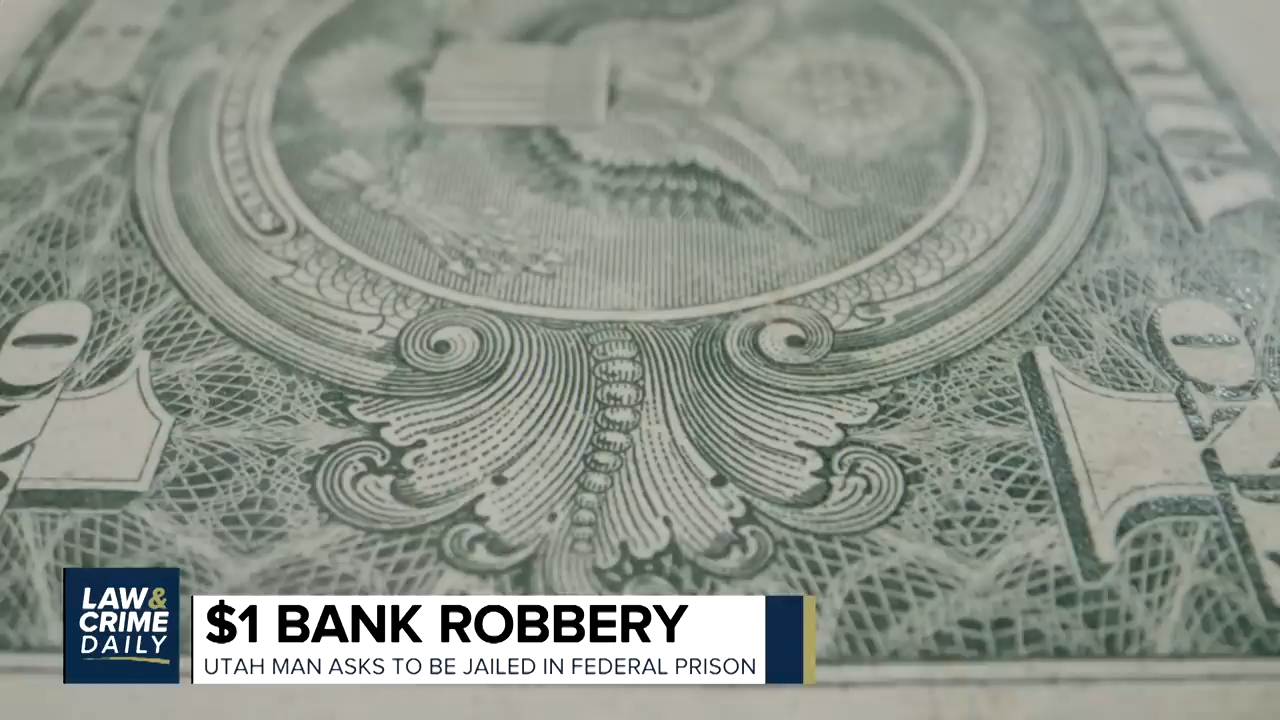 LAW&
CRIME
DAILY
$1 BANK ROBBERY
UTAH MAN ASKS TO BE JAILED IN FEDERAL PRISON